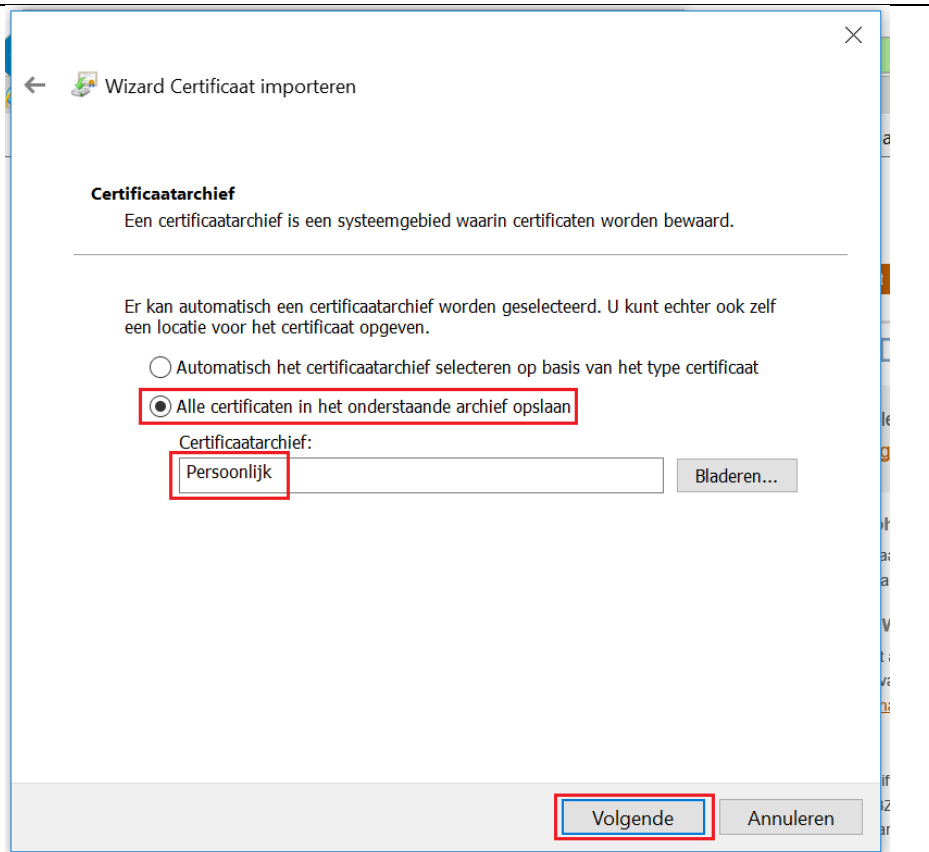 Wizard Certificaat importeren
Certificaatarchief
Een certificaatarchief is een systeemgebied waarin certificaten worden bewaard.
Er kan automatisch een certificaatarchief worden geselecteerd. U kunt echter ook zelf
een locatie voor het certificaat opgeven.
Automatisch het certificaatarchief selecteren op basis van het type certificaat
Alle certificaten in het onderstaande archief opslaan
Certificaatarchief:
Persoonlijk
Bladeren...
Volgende
Annuleren